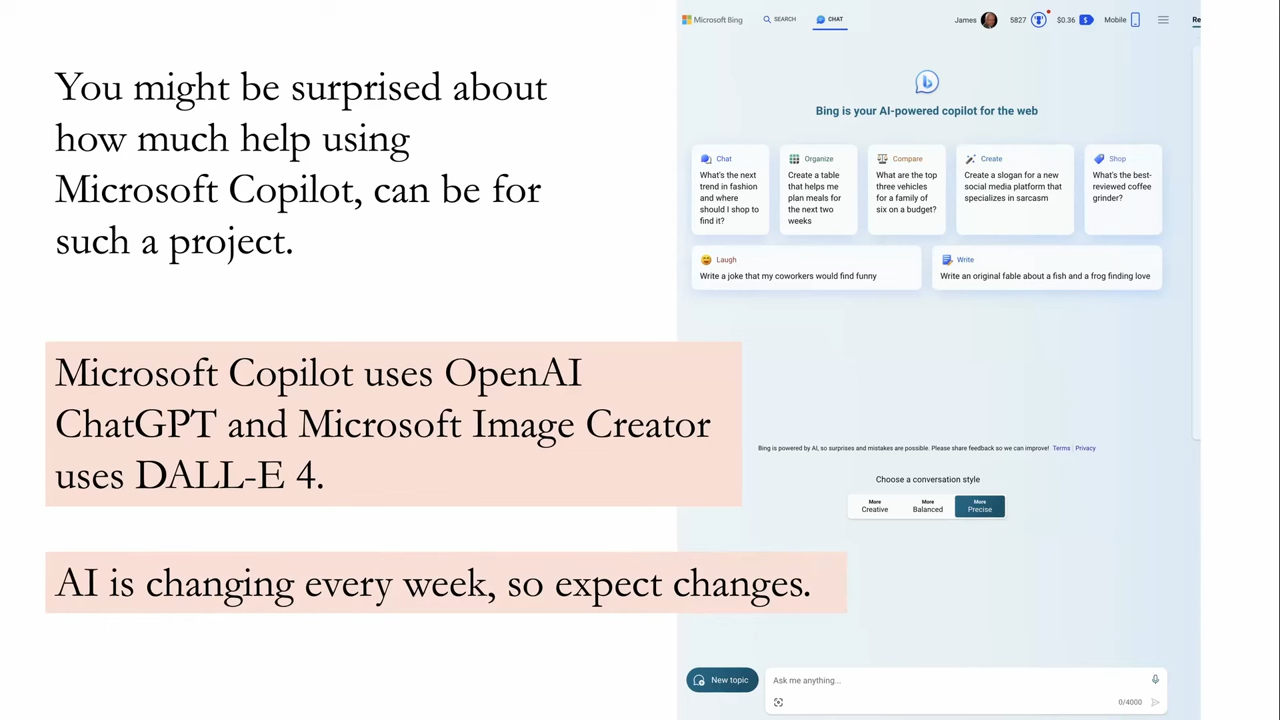 You might be surprised about
how much help using
Microsoft Copilot, can be for
such a project.
Microsoft Copilot uses OpenAI
ChatGPT and Microsoft Image Creator
uses DALL-E 4.
AI is changing every week, so expect changes.
Microsoft Bing
SEARCH
CHAT
James
5827
$0.36
$
Mobile
Re
b
Bing is your AI-powered copilot for the web
Chat
What's the next
trend in fashion
and where
should I shop to
find it?
Organize
Create a table
that helps me
plan meals for
the next two
weeks
Compare
What are the top
three vehicles
for a family of
six on a budget?
Create
Create a slogan for a new
social media platform that
specializes in sarcasm
Shop
What's the best-
reviewed coffee
grinder?
Laugh
Write a joke that my coworkers would find funny
Write
Write an original fable about a fish and a frog finding love
Bing is powered by AI, so surprises and mistakes are possible. Please share feedback so we can improve! Terms | Privacy
Choose a conversation style
More
Creative
More
Balanced
More
Precise
New topic
Ask me anything...
0/4000